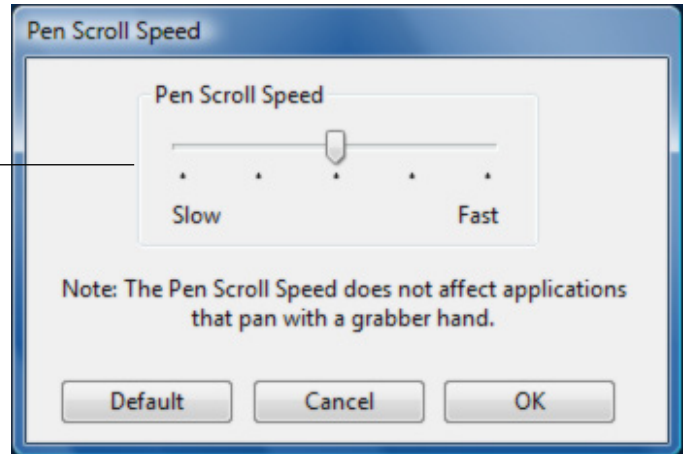 Pen Scroll Speed
Pen Scroll Speed
Slow Fast
Note: The Pen Scroll Speed does not affect applications
that pan with a grabber hand.
Default Cancel OK